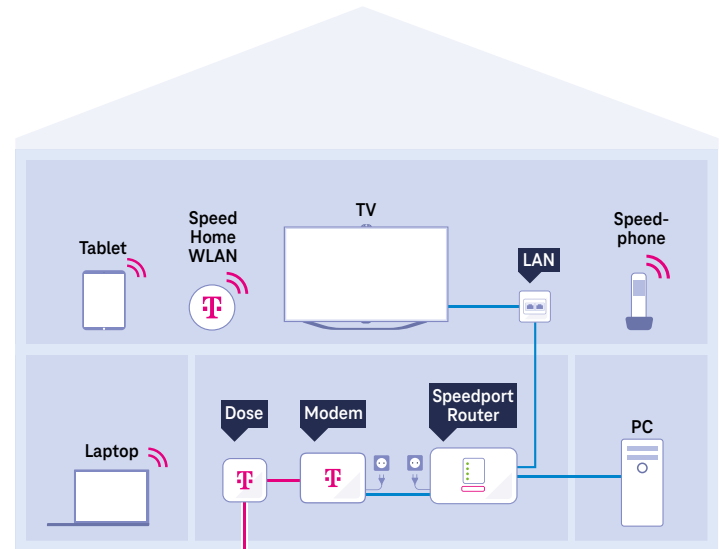 TV
Speed
Home
WLAN
Speed-
phone
Tablet
LAN
T
Speedport
Router
Dose
Modem
PC
Laptop
T
T